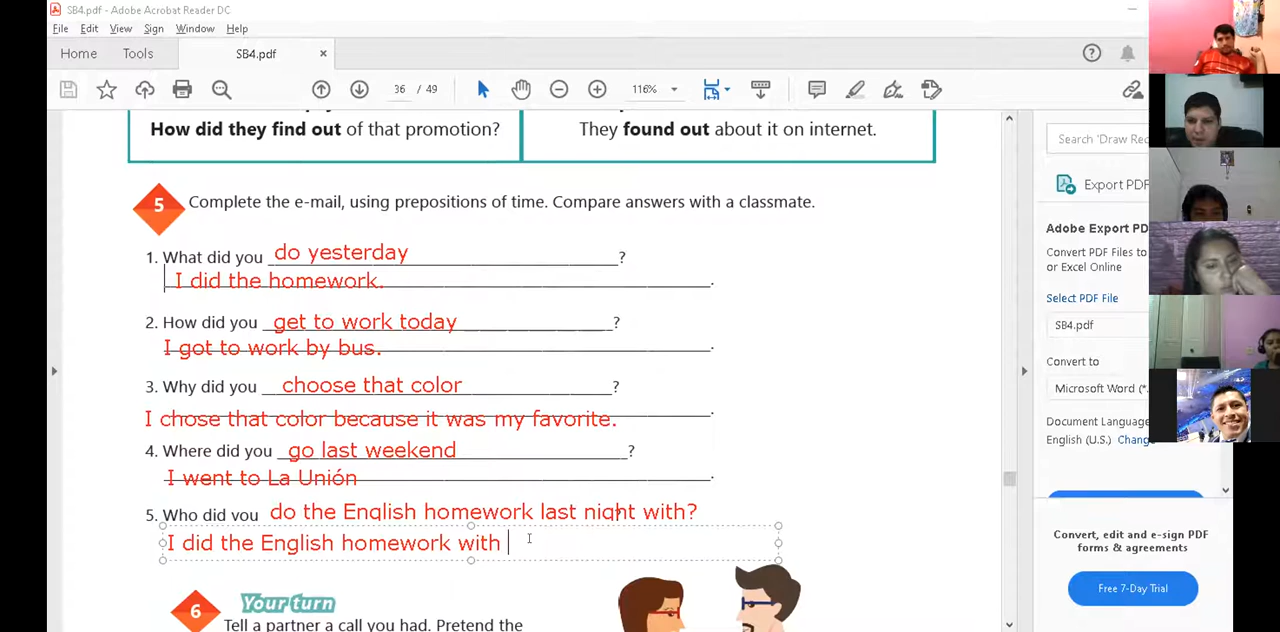 SB4.pdf - Adobe Acrobat Reader DC
File Edit View Sign Window Help
Home Tools SB4.pdf ×
36 / 49 116%
How did they find out of that promotion? They found out about it on internet.
5 Complete the e-mail, using prepositions of time. Compare answers with a classmate.
1. What did you do yesterday ?
I did the homework. .
2. How did you get to work today ?
I got to work by bus. .
3. Why did you choose that color ?
I chose that color because it was my favorite. .
4. Where did you go last weekend ?
I went to La Unión .
5. Who did you do the English homework last night with?
I did the English homework with
6 Your turn
Tell a partner a call you had. Pretend the
Search 'Draw Rec
Export PDF
Adobe Export P
Convert PDF Files to
or Excel Online
Select PDF File
SB4.pdf
Convert to
Microsoft Word (*.
Document Language:
English (U.S.) Change
Convert, edit and e-sign PDF
forms & agreements
Free 7-Day Trial